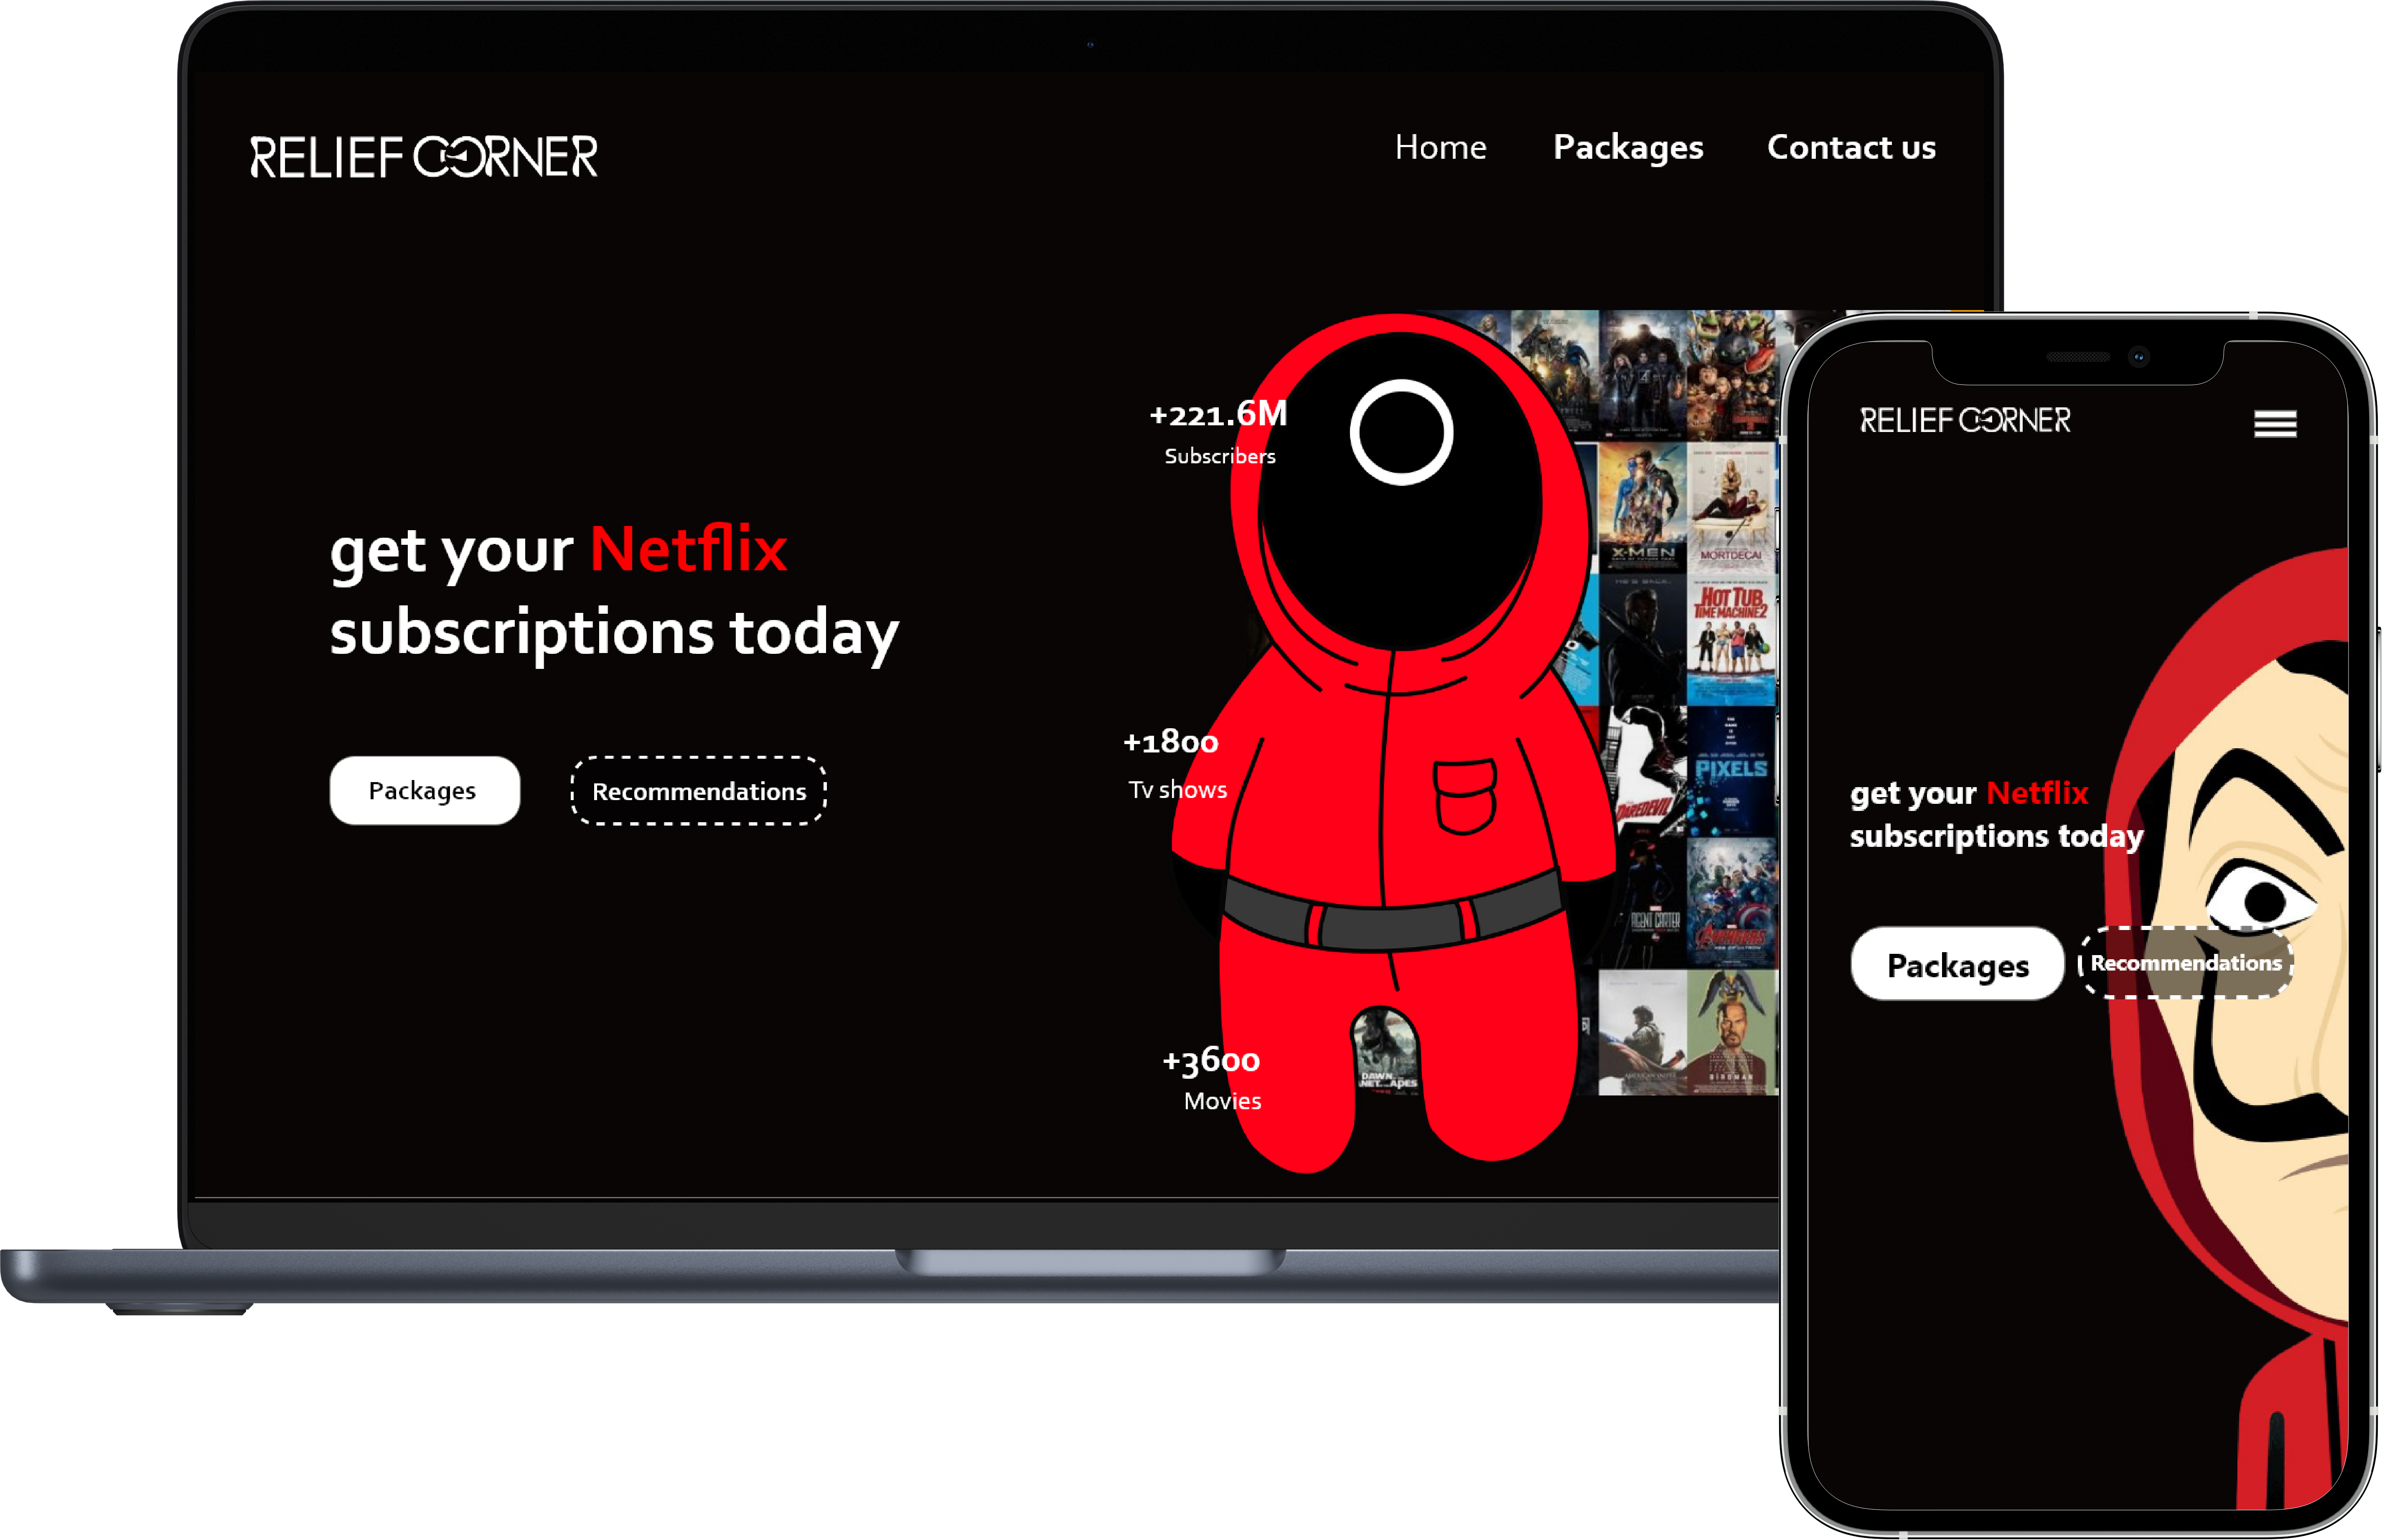 RELIEF CORNER
Home Packages Contact us
+221.6M
Subscribers
get your Netflix
subscriptions today
Packages Recommendations
+1800
Tv shows
+3600
Movies
X-MEN
MORTDECAI
HE'S BACK.
HOT TUB
TIME MACHINE 2
PIXELS
DAREDEVIL
AGENT CARTER
AVENGERS
BIRDMAN
DAWN
APES
RELIEF CORNER
get your Netflix
subscriptions today
Packages Recommendations